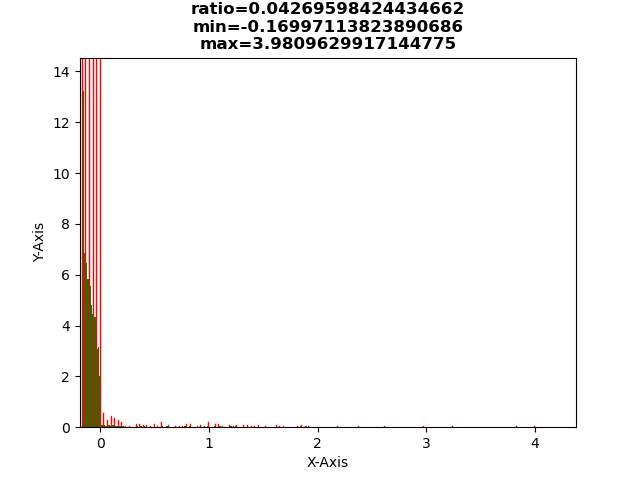 ratio=0.04269598424434662
min=-0.16997113823890686
max=3.9809629917144775
14
12
10
8
6
4
2
0
Y-Axis
0 1 2 3 4
X-Axis